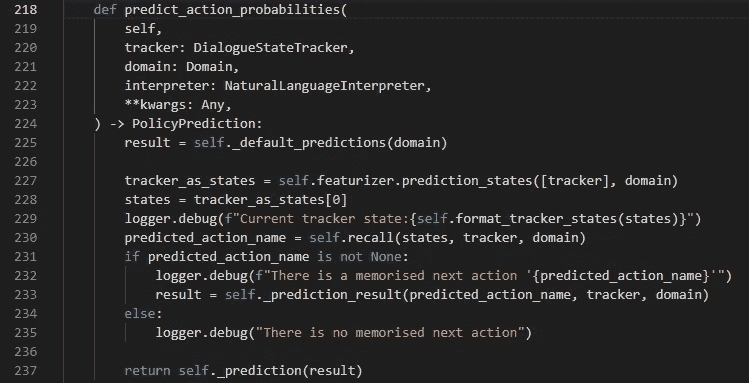 218 def predict_action_probabilities(
219 self,
220 tracker: DialogueStateTracker,
221 domain: Domain,
222 interpreter: NaturalLanguageInterpreter,
223 **kwargs: Any,
224 ) -> PolicyPrediction:
225 result = self._default_predictions(domain)
226
227 tracker_as_states = self.featurizer.prediction_states([tracker], domain)
228 states = tracker_as_states[0]
229 logger.debug(f"Current tracker state:{self.format_tracker_states(states)}")
230 predicted_action_name = self.recall(states, tracker, domain)
231 if predicted_action_name is not None:
232 logger.debug(f"There is a memorised next action '{predicted_action_name}'")
233 result = self._prediction_result(predicted_action_name, tracker, domain)
234 else:
235 logger.debug("There is no memorised next action")
236
237 return self._prediction(result)